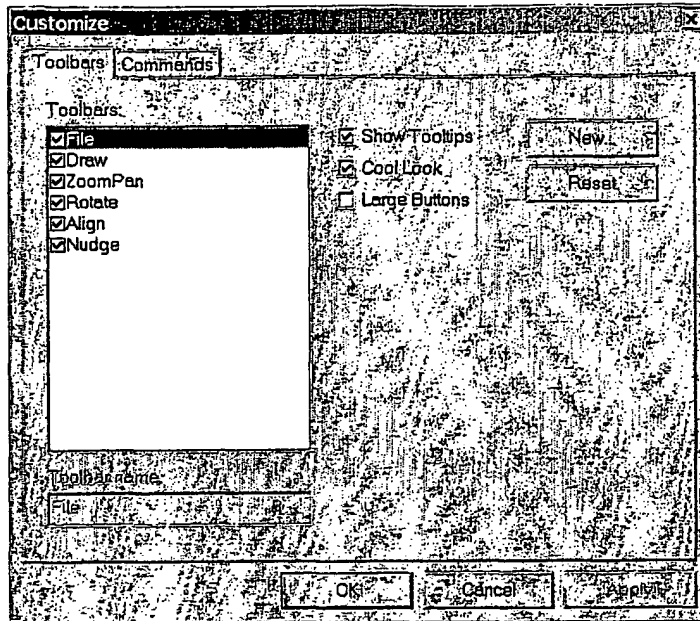 Customize
Toolbars Commands
Toolbars:
File
Draw
ZoomPan
Rotate
Align
Nudge
Show Tooltips
Cool Look
Large Buttons
New...
Reset
Toolbar name:
File
OK
Cancel
Apply